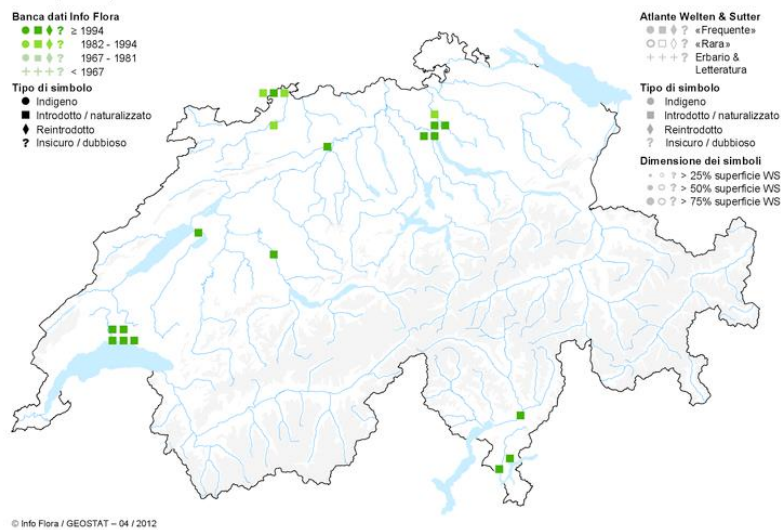 Banca dati Info Flora
? ≥ 1994
? 1982 - 1994
? 1967 - 1981
+++? < 1967
Tipo di simbolo
Indigeno
Introdotto / naturalizzato
Reintrodotto
? Insicuro / dubbioso
Atlante Welten & Sutter
? «Frequente»
? «Rara»
+++? Erbario &
Letteratura
Tipo di simbolo
Indigeno
Introdotto / naturalizzato
Reintrodotto
? Insicuro / dubbioso
Dimensione dei simboli
? > 25% superficie WS
? > 50% superficie WS
? > 75% superficie WS
© Info Flora / GEOSTAT – 04 / 2012